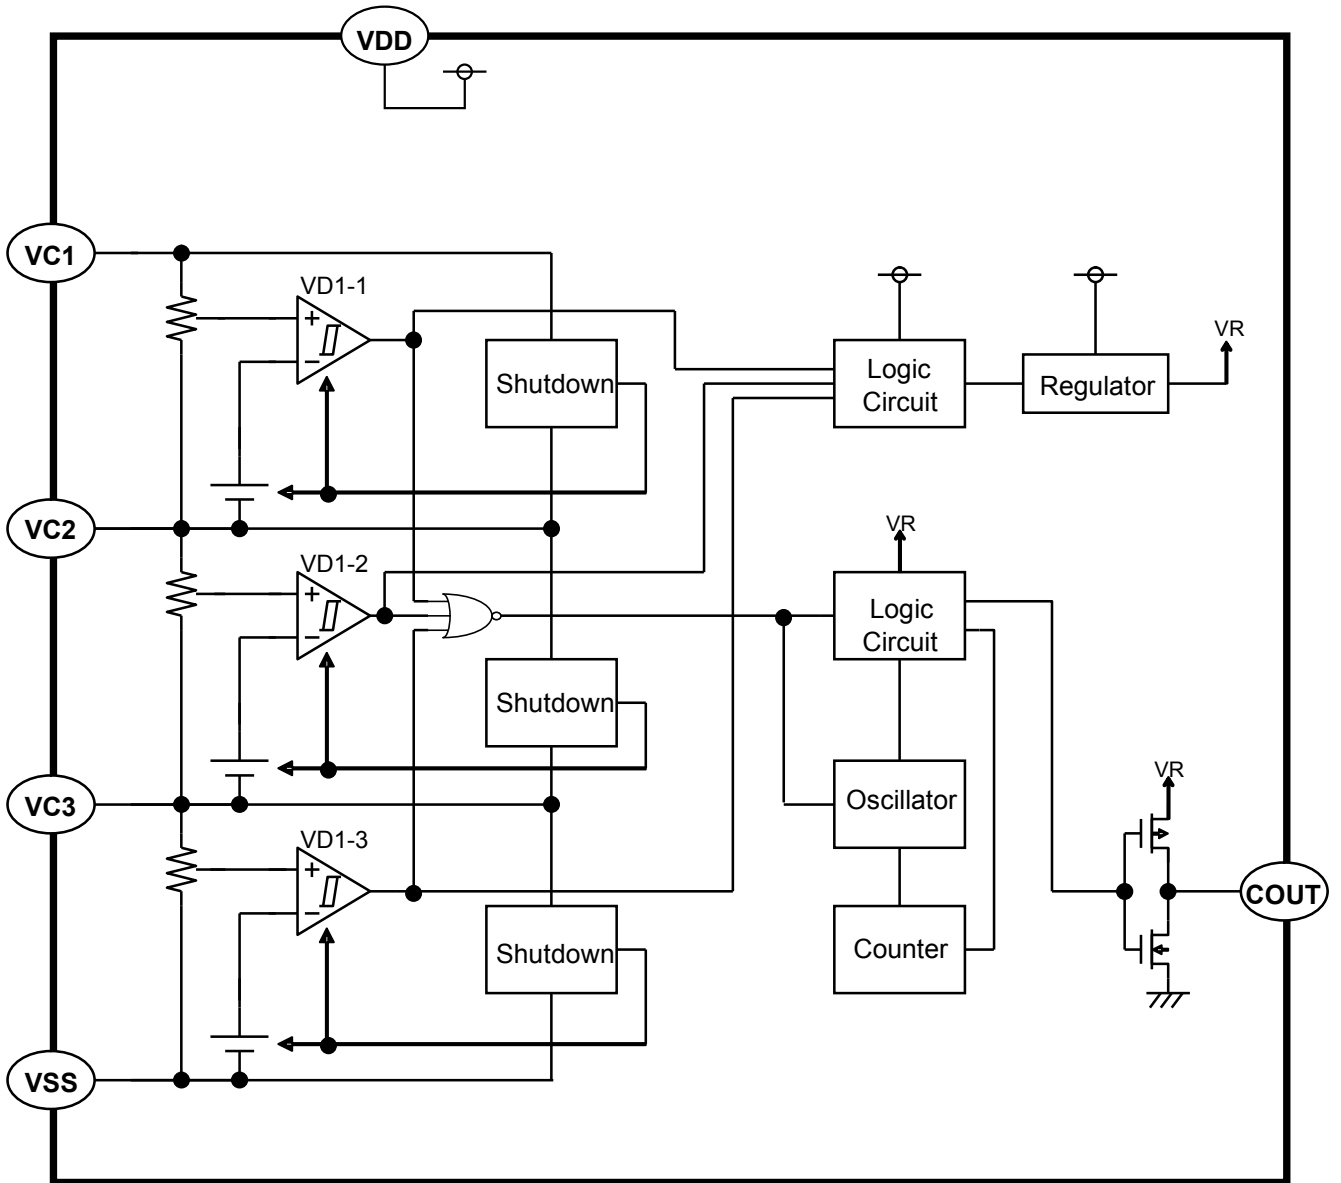 VDD
VC1
VD1-1
+
−
Shutdown
Logic
Circuit
Regulator
VR
VC2
VD1-2
+
−
Shutdown
VR
Logic
Circuit
VC3
Oscillator
VR
VD1-3
+
−
Shutdown
Counter
COUT
VSS